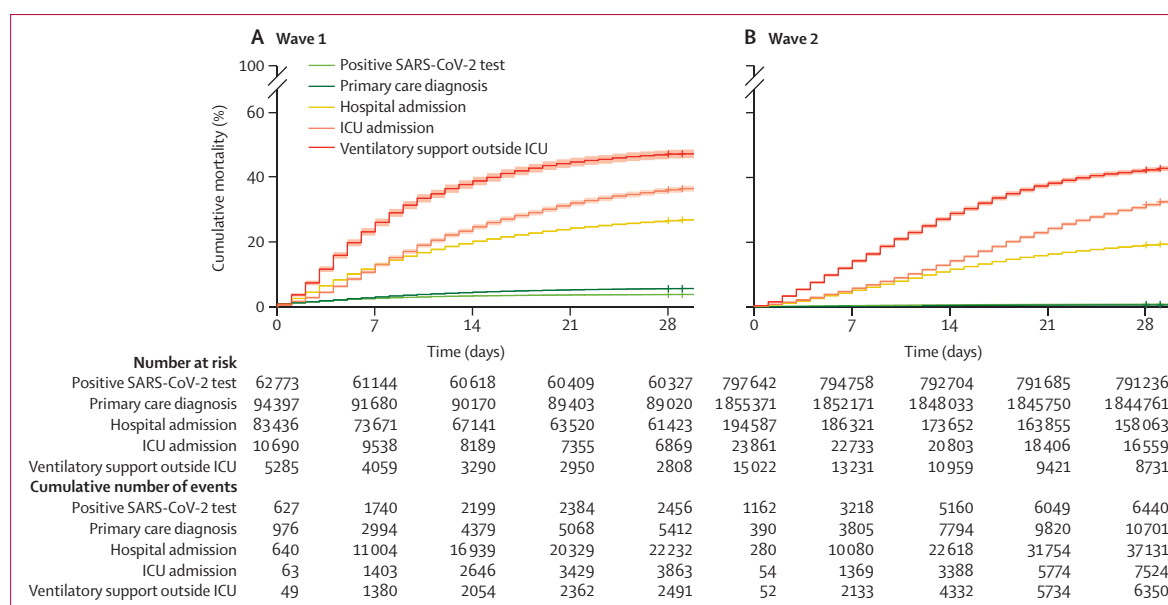 A Wave 1
B Wave 2
100
60
40
20
0
Cumulative mortality (%)
Positive SARS-CoV-2 test
Primary care diagnosis
Hospital admission
ICU admission
Ventilatory support outside ICU
0 7 14 21 28
0 7 14 21 28
Time (days)
Time (days)
Number at risk
Positive SARS-CoV-2 test 62773 61144 60618 60409 60327 797642 794758 792704 791685 791236
Primary care diagnosis 94397 91680 90170 89403 89020 1855371 1852171 1848033 1845750 1844761
Hospital admission 83436 73671 67141 63520 61423 194587 186321 173652 163855 158063
ICU admission 10690 9538 8189 7355 6869 23861 22733 20803 18406 16559
Ventilatory support outside ICU 5285 4059 3290 2950 2808 15022 13231 10959 9421 8731
Cumulative number of events
Positive SARS-CoV-2 test 627 1740 2199 2384 2456 1162 3218 5160 6049 6440
Primary care diagnosis 976 2994 4379 5068 5412 390 3805 7794 9820 10701
Hospital admission 640 11004 16939 20329 22232 280 10080 22618 31754 37131
ICU admission 63 1403 2646 3429 3863 54 1369 3388 5774 7524
Ventilatory support outside ICU 49 1380 2054 2362 2491 52 2133 4332 5734 6350